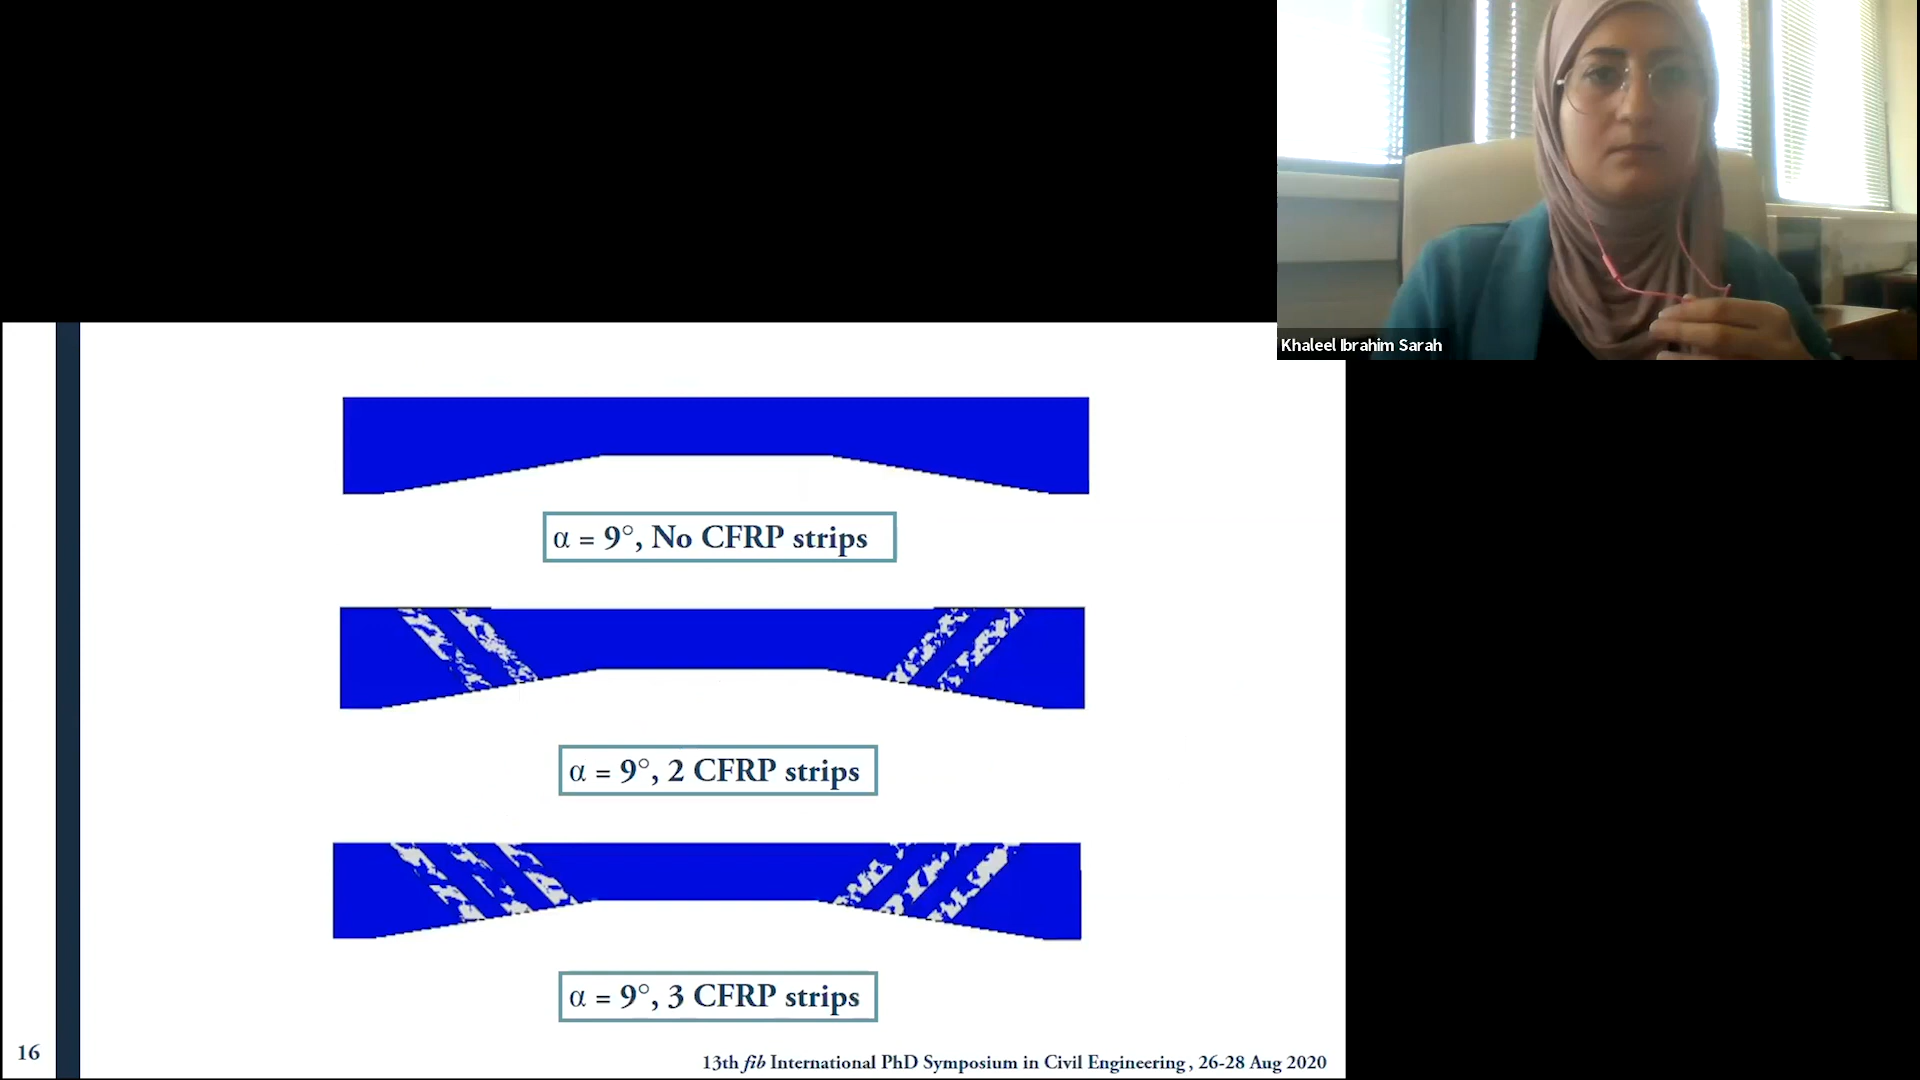 Khaleel Ibrahim Sarah
α = 9°, No CFRP strips
α = 9°, 2 CFRP strips
α = 9°, 3 CFRP strips
16
13th fib International PhD Symposium in Civil Engineering, 26-28 Aug 2020